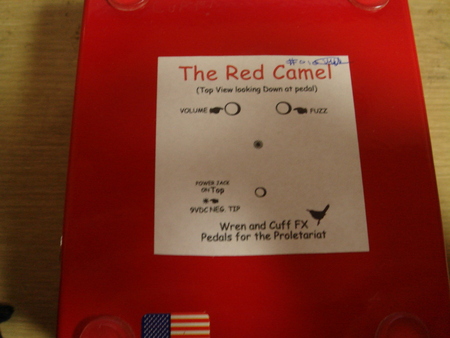 The Red Camel
(Top View looking Down at pedal)
VOLUME FUZZ
POWER JACK
ON Top
9VDC NEG. TIP
Wren and Cuff FX
Pedals for the Proletariat